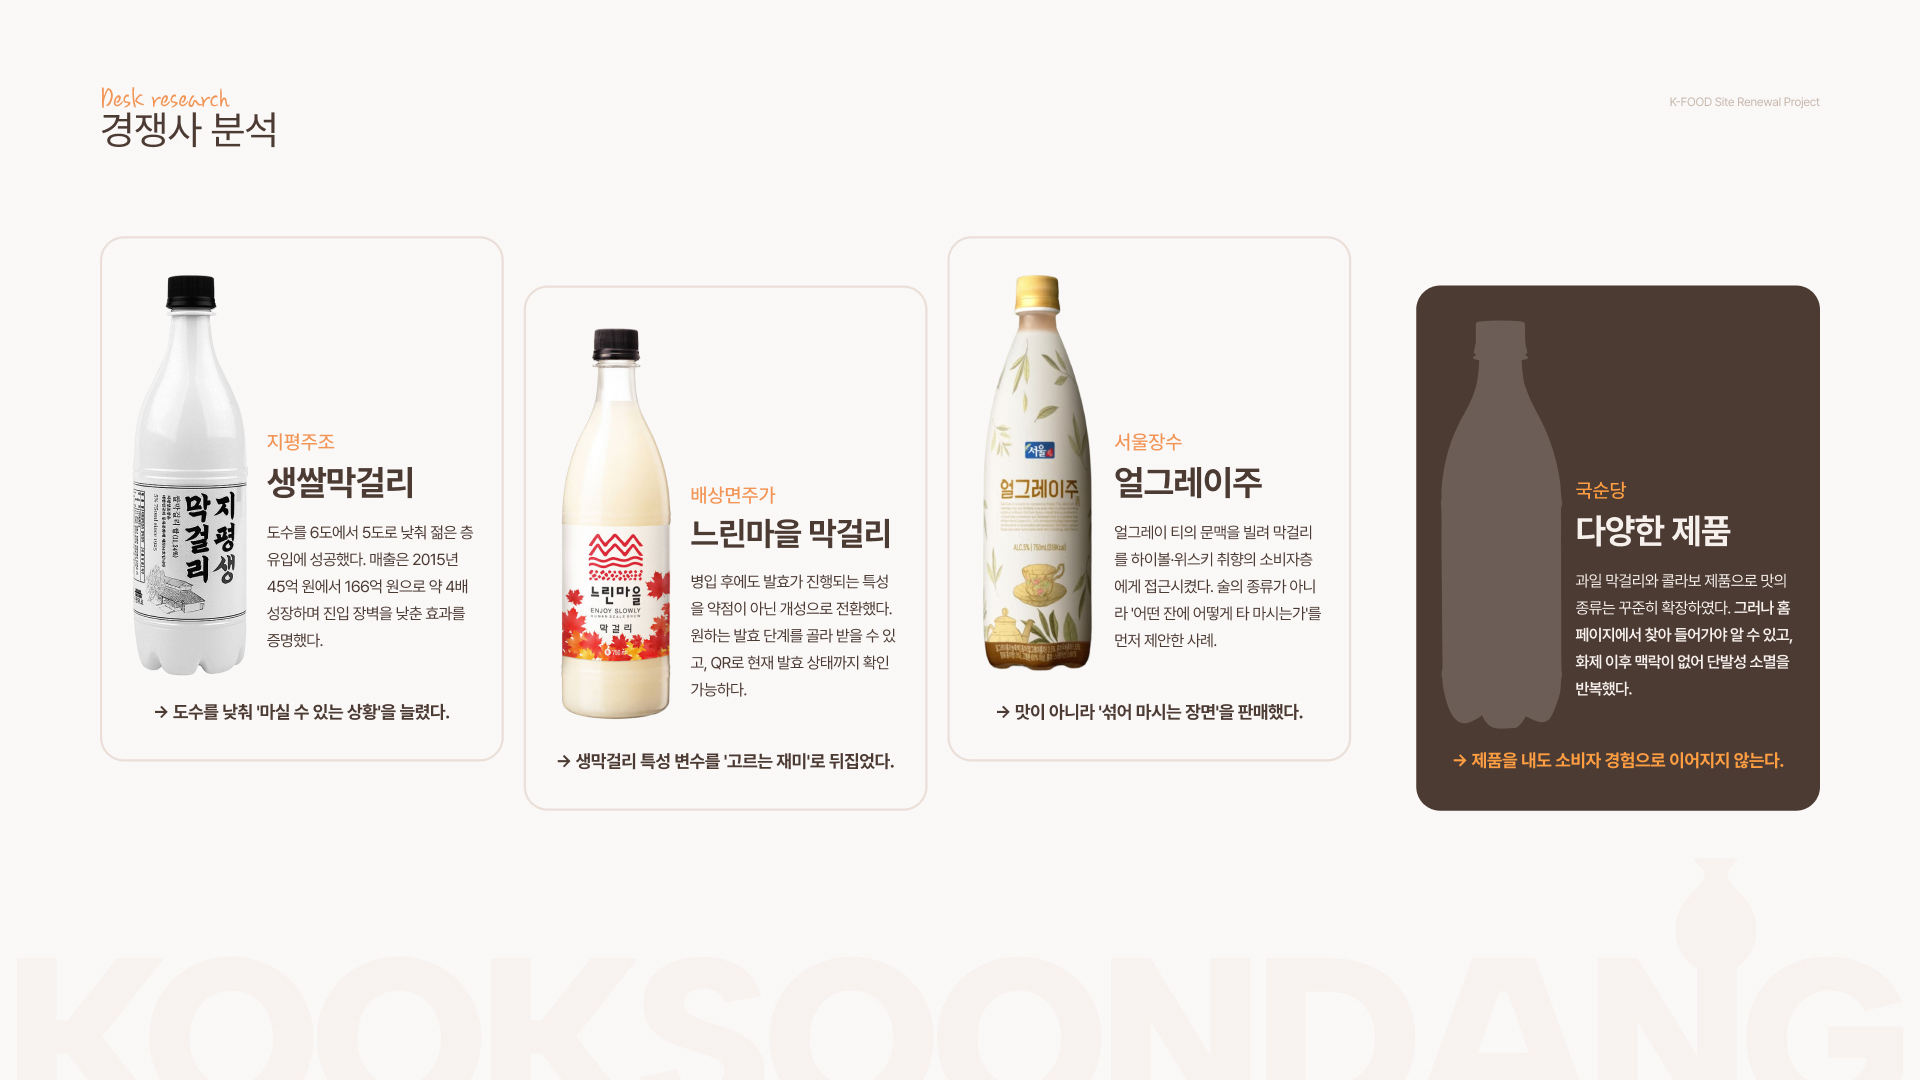 Desk research
경쟁사 분석
K-FOOD Site Renewal Project
지평생
막걸리
지평주조
생쌀막걸리
도수를 6도에서 5도로 낮춰 젊은 층
유입에 성공했다. 매출은 2015년
45억 원에서 166억 원으로 약 4배
성장하며 진입 장벽을 낮춘 효과를
증명했다.
→ 도수를 낮춰 '마실 수 있는 상황'을 늘렸다.
느린마을
ENJOY SLOWLY
막걸리
배상면주가
느린마을 막걸리
병입 후에도 발효가 진행되는 특성
을 약점이 아닌 개성으로 전환했다.
원하는 발효 단계를 골라 받을 수 있
고, QR로 현재 발효 상태까지 확인
가능하다.
→ 생막걸리 특성 변수를 '고르는 재미'로 뒤집었다.
서울
얼그레이주
서울장수
얼그레이주
얼그레이 티의 문맥을 빌려 막걸리
를 하이볼·위스키 취향의 소비자층
에게 접근시켰다. 술의 종류가 아니
라 '어떤 잔에 어떻게 타 마시는가'를
먼저 제안한 사례.
→ 맛이 아니라 '섞어 마시는 장면'을 판매했다.
국순당
다양한 제품
과일 막걸리와 콜라보 제품으로 맛의
종류는 꾸준히 확장하였다. 그러나 홈
페이지에서 찾아 들어가야 알 수 있고,
화제 이후 맥락이 없어 단발성 소멸을
반복했다.
→ 제품을 내도 소비자 경험으로 이어지지 않는다.
KOOKSOONDANG